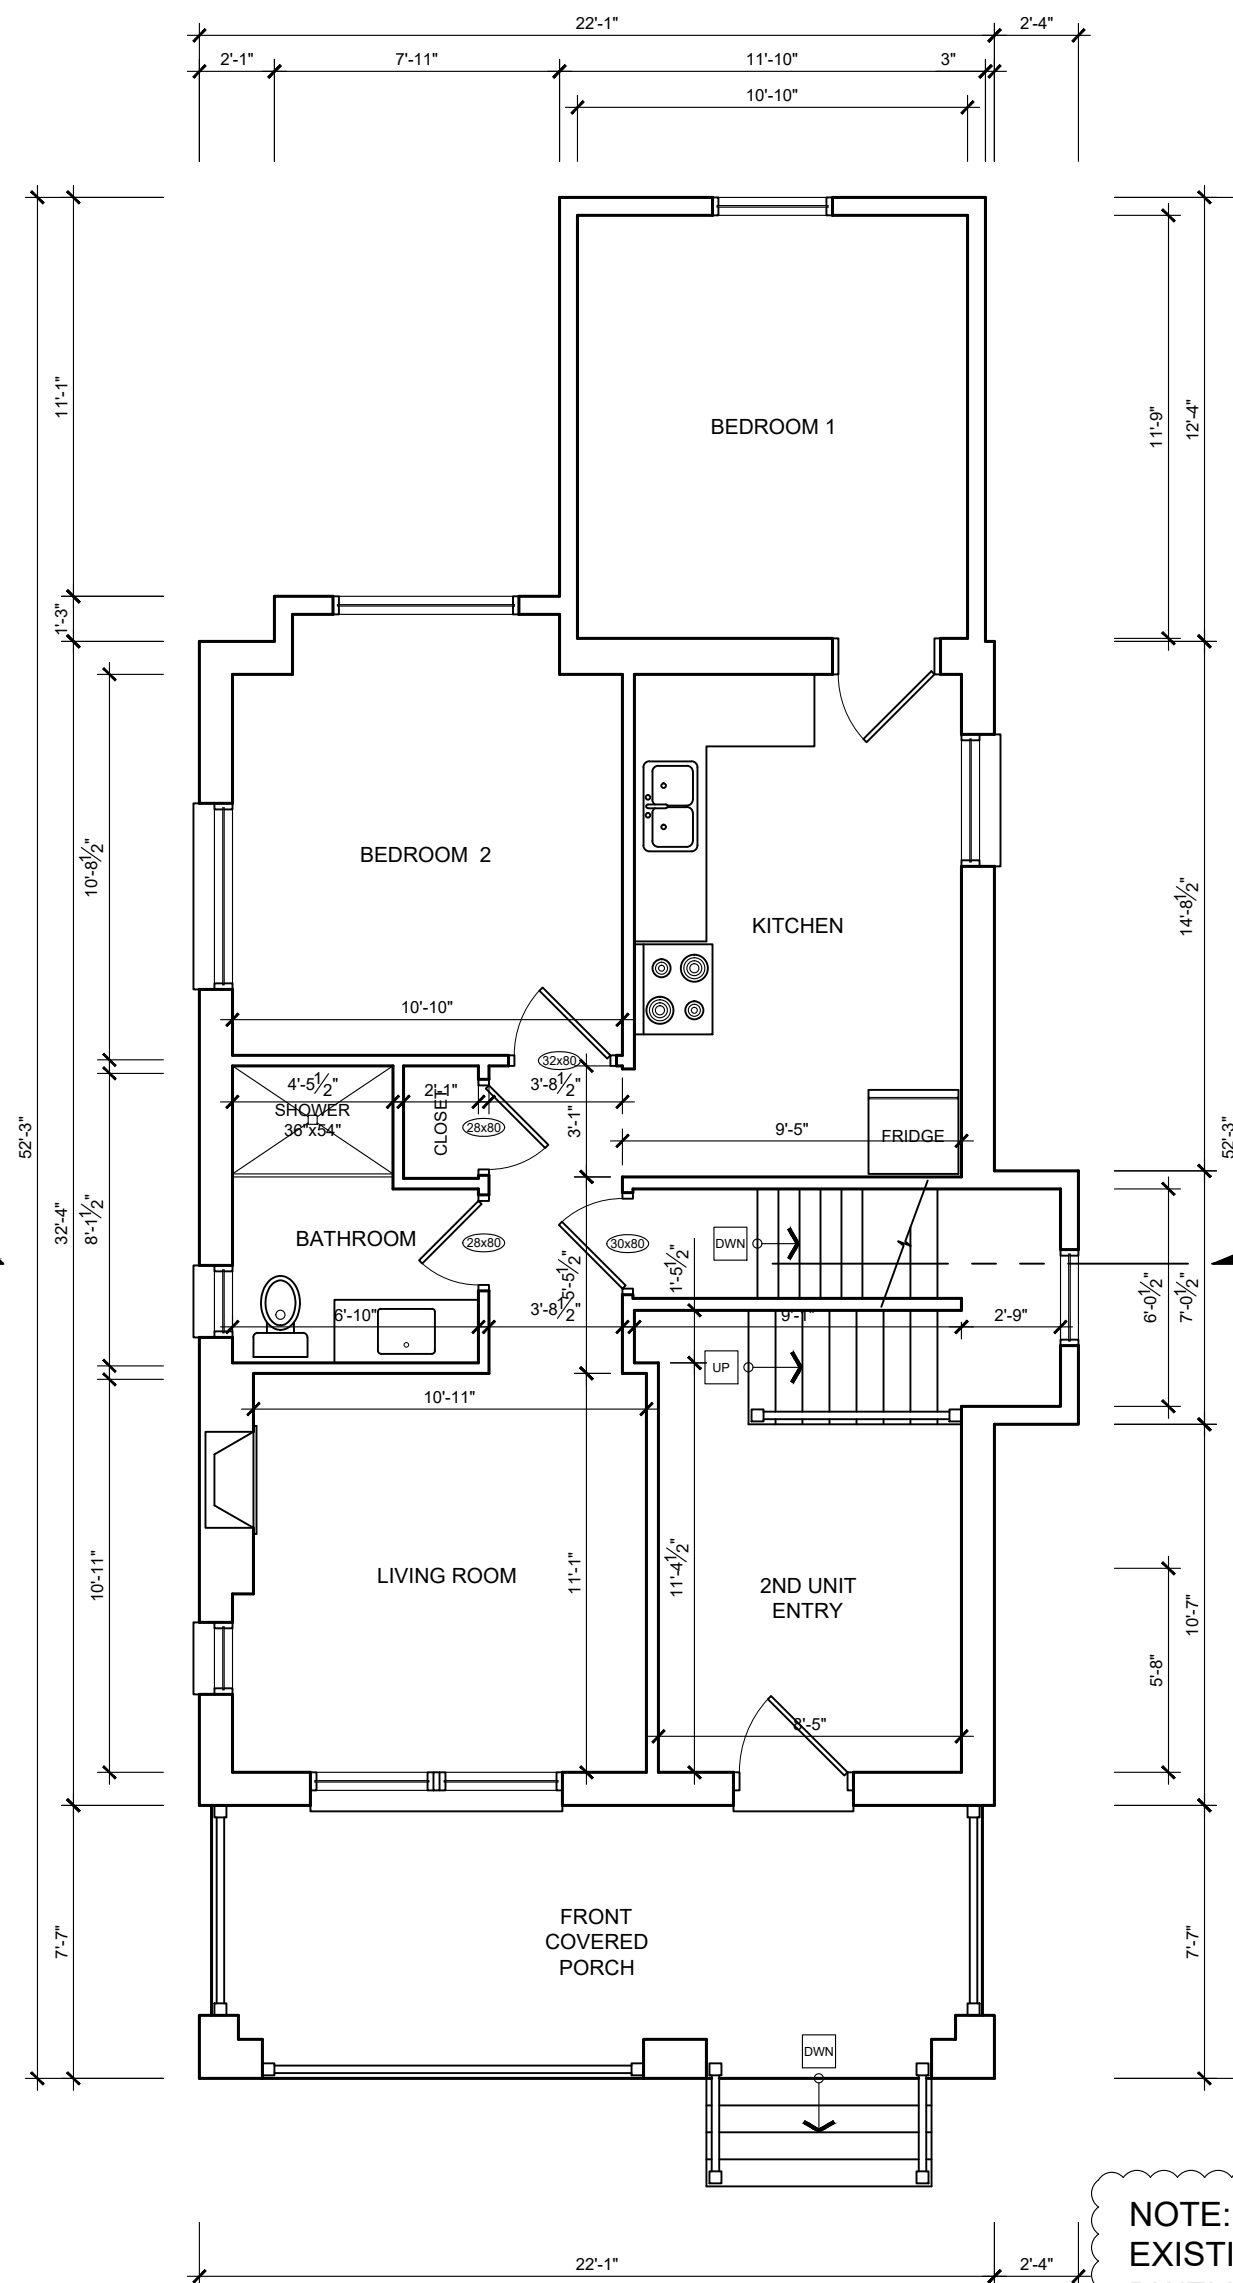 22'-1"
2'-4"
2'-1"
7'-11"
11'-10"
3"
10'-10"
11'-1"
11'-9"
12'-4"
BEDROOM 1
1'-3"
10'-8½"
BEDROOM 2
KITCHEN
14'-8½"
10'-10"
32x80
4'-5½"
2'-1"
3'-8½"
SHOWER
36"x54"
CLOSET
28x80
3'-1"
9'-5"
FRIDGE
52'-3"
52'-3"
32'-4"
8'-1½"
BATHROOM
28x80
30x80
DWN
5'-5½"
1'-5½"
6'-0½"
7'-0½"
6'-10"
3'-8½"
9'-1"
2'-9"
UP
10'-11"
10'-11"
LIVING ROOM
11'-1"
11'-4½"
2ND UNIT
ENTRY
10'-7"
5'-8"
8'-5"
FRONT
COVERED
PORCH
7'-7"
7'-7"
DWN
NOTE:
EXISTI
22'-1"
2'-4"